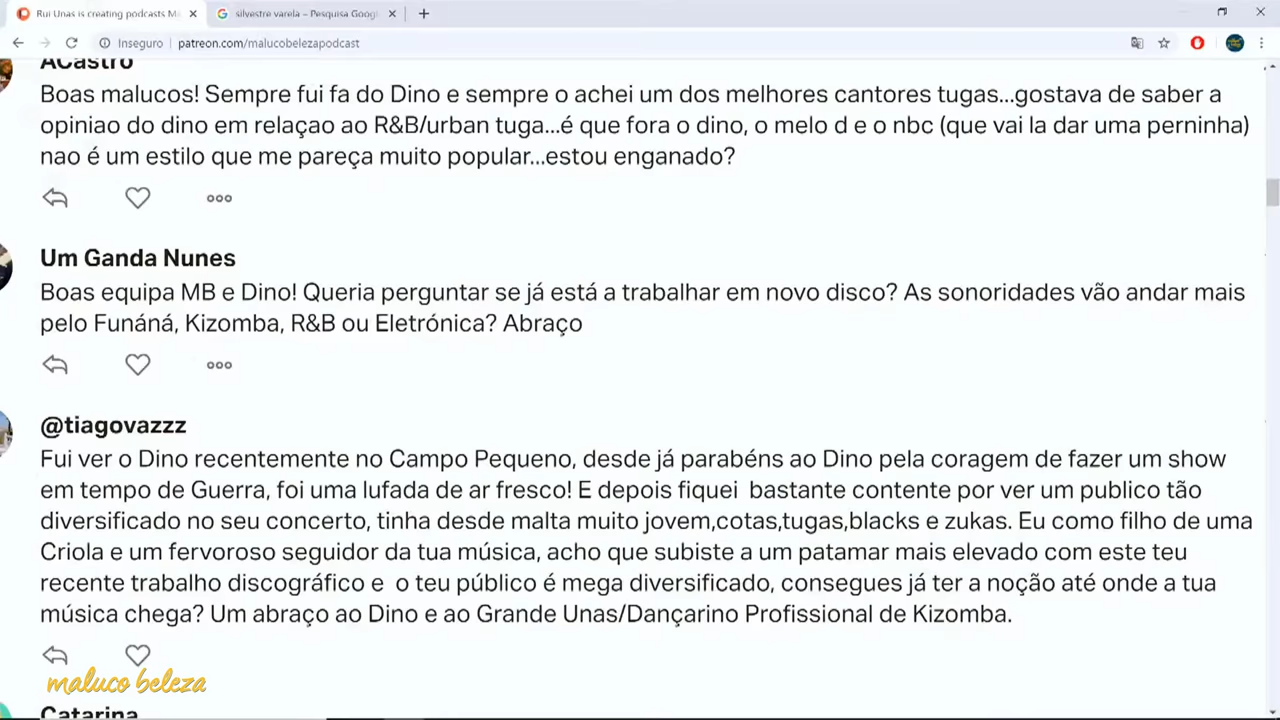 Rui Unas is creating podcasts M
silvestre varela – Pesquisa Googl
Inseguro
patreon.com/malucobelezapodcast
ACastro
Boas malucos! Sempre fui fa do Dino e sempre o achei um dos melhores cantores tugas...gostava de saber a
opiniao do dino em relaçao ao R&B/urban tuga...é que fora o dino, o melo d e o nbc (que vai la dar uma perninha)
nao é um estilo que me pareça muito popular...estou enganado?
Um Ganda Nunes
Boas equipa MB e Dino! Queria perguntar se já está a trabalhar em novo disco? As sonoridades vão andar mais
pelo Funáná, Kizomba, R&B ou Eletrónica? Abraço
@tiagovazzz
Fui ver o Dino recentemente no Campo Pequeno, desde já parabéns ao Dino pela coragem de fazer um show
em tempo de Guerra, foi uma lufada de ar fresco! E depois fiquei  bastante contente por ver um publico tão
diversificado no seu concerto, tinha desde malta muito jovem,cotas,tugas,blacks e zukas. Eu como filho de uma
Criola e um fervoroso seguidor da tua música, acho que subiste a um patamar mais elevado com este teu
recente trabalho discográfico e  o teu público é mega diversificado, consegues já ter a noção até onde a tua
música chega? Um abraço ao Dino e ao Grande Unas/Dançarino Profissional de Kizomba.
maluco beleza
Catarina